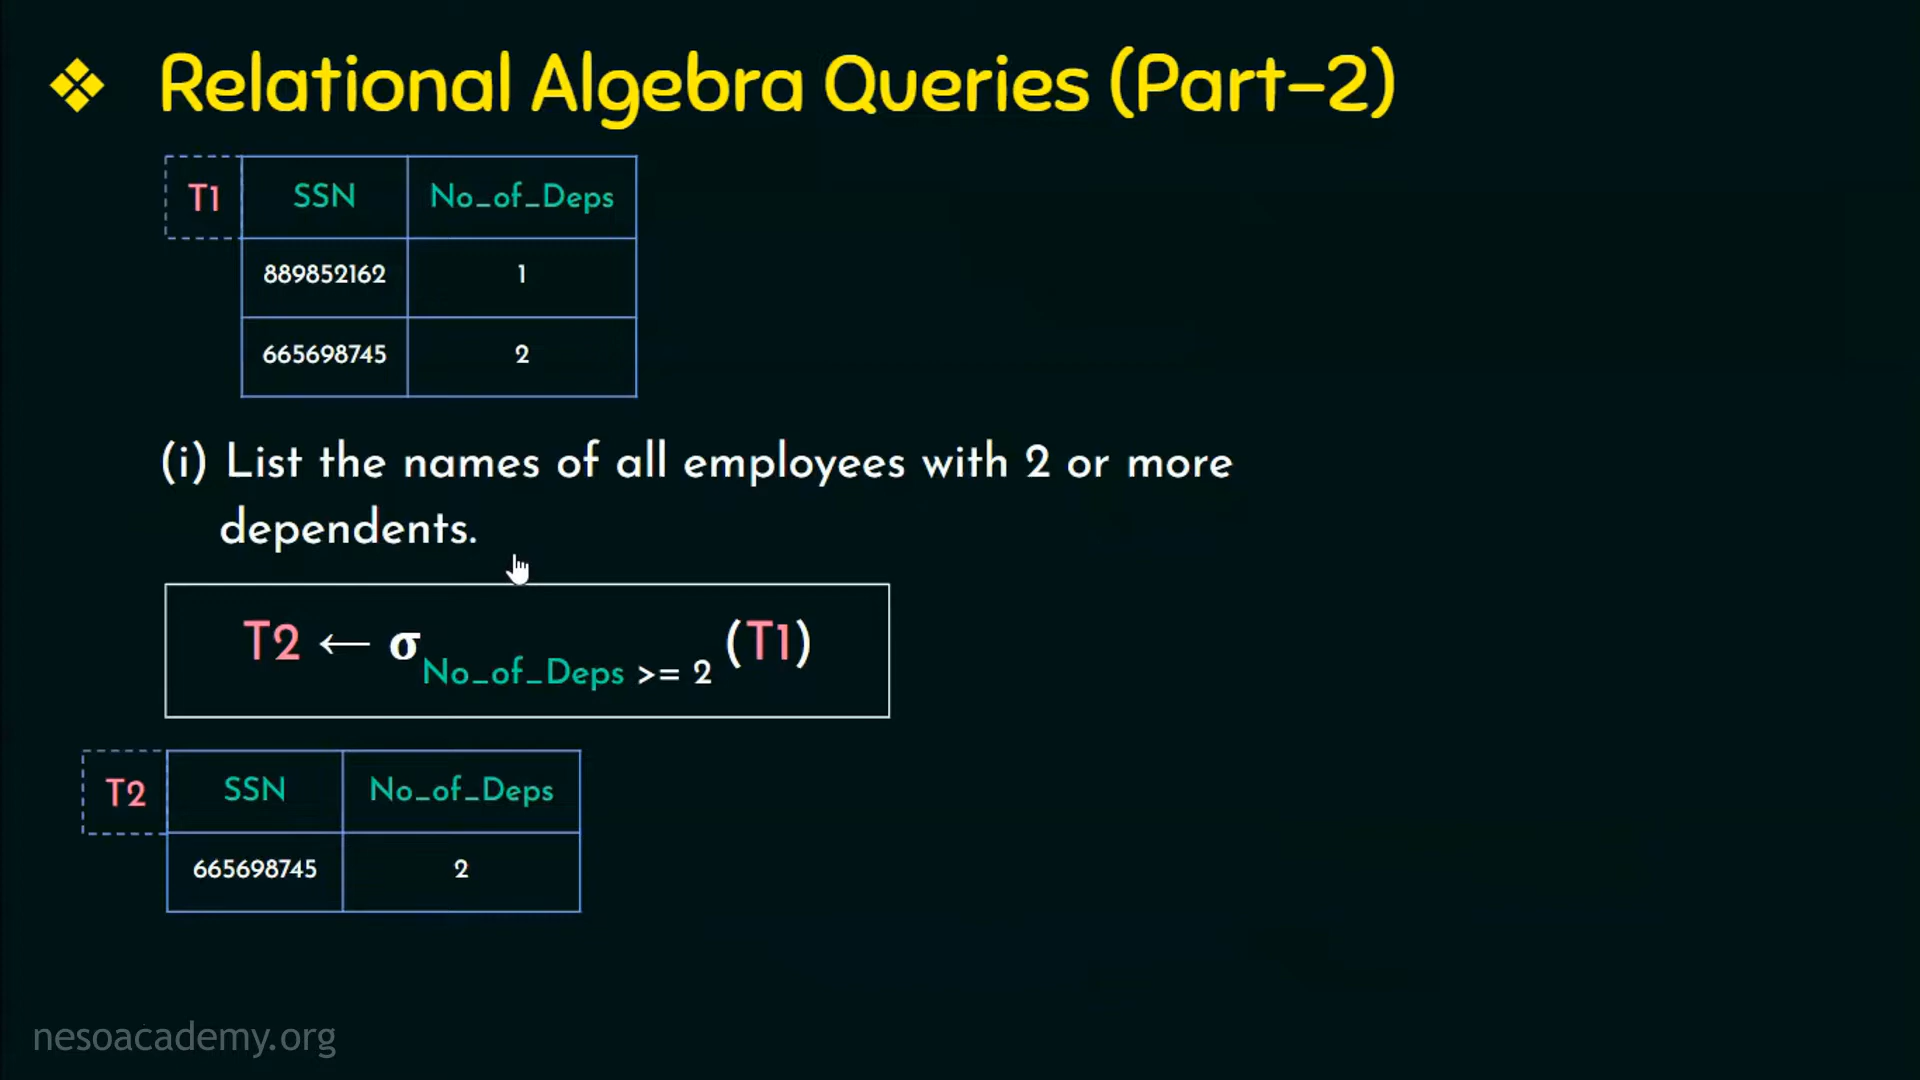 ❖ Relational Algebra Queries (Part-2)
T1 SSN No_of_Deps
889852162 1
665698745 2
(i) List the names of all employees with 2 or more
dependents.
T2 ← σ No_of_Deps >= 2 (T1)
T2 SSN No_of_Deps
665698745 2
nesoacademy.org